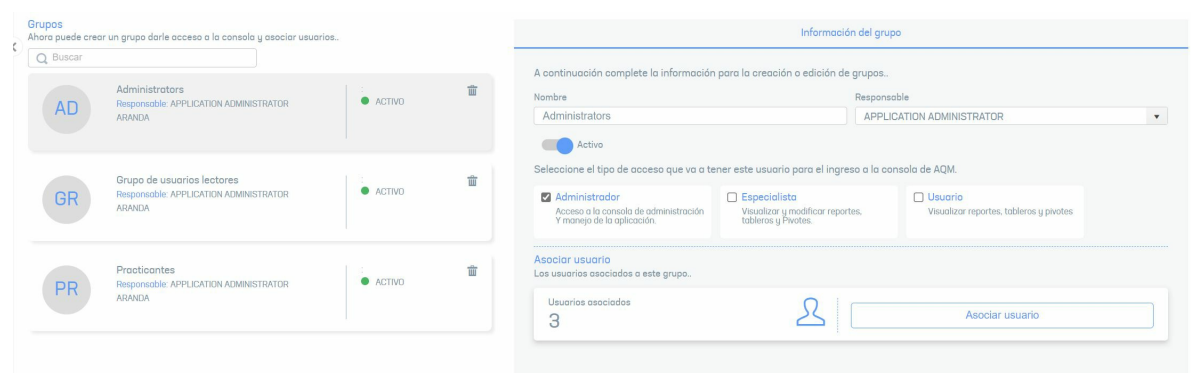 Grupos
Ahora puede crear un grupo darle acceso a la consola y asociar usuarios..
Buscar
AD
Administrators
Responsable: APPLICATION ADMINISTRATOR
ARANDA
:
ACTIVO
GR
Grupo de usuarios lectores
Responsable: APPLICATION ADMINISTRATOR
ARANDA
:
ACTIVO
PR
Practicantes
Responsable: APPLICATION ADMINISTRATOR
ARANDA
:
ACTIVO
Información del grupo
A continuación complete la información para la creación o edición de grupos..
Nombre
Administrators
Responsable
APPLICATION ADMINISTRATOR
Activo
Seleccione el tipo de acceso que va a tener este usuario para el ingreso a la consola de AQM.
Administrador
Acceso a la consola de administración
Y manejo de la aplicación.
Especialista
Visualizar y modificar reportes,
tableros y Pivotes.
Usuario
Visualizar reportes, tableros y pivotes
Asociar usuario
Los usuarios asociados a este grupo..
Usuarios asociados
3
Asociar usuario